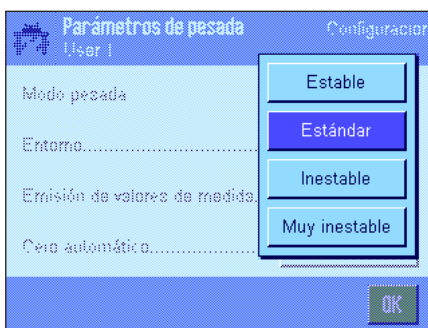 Parámetros de pesada
Configuracion
User 1
Modo pesada
Entorno...............................
Emisión de valores de medida.
Cero automático...................
Estable
Estándar
Inestable
Muy inestable
OK